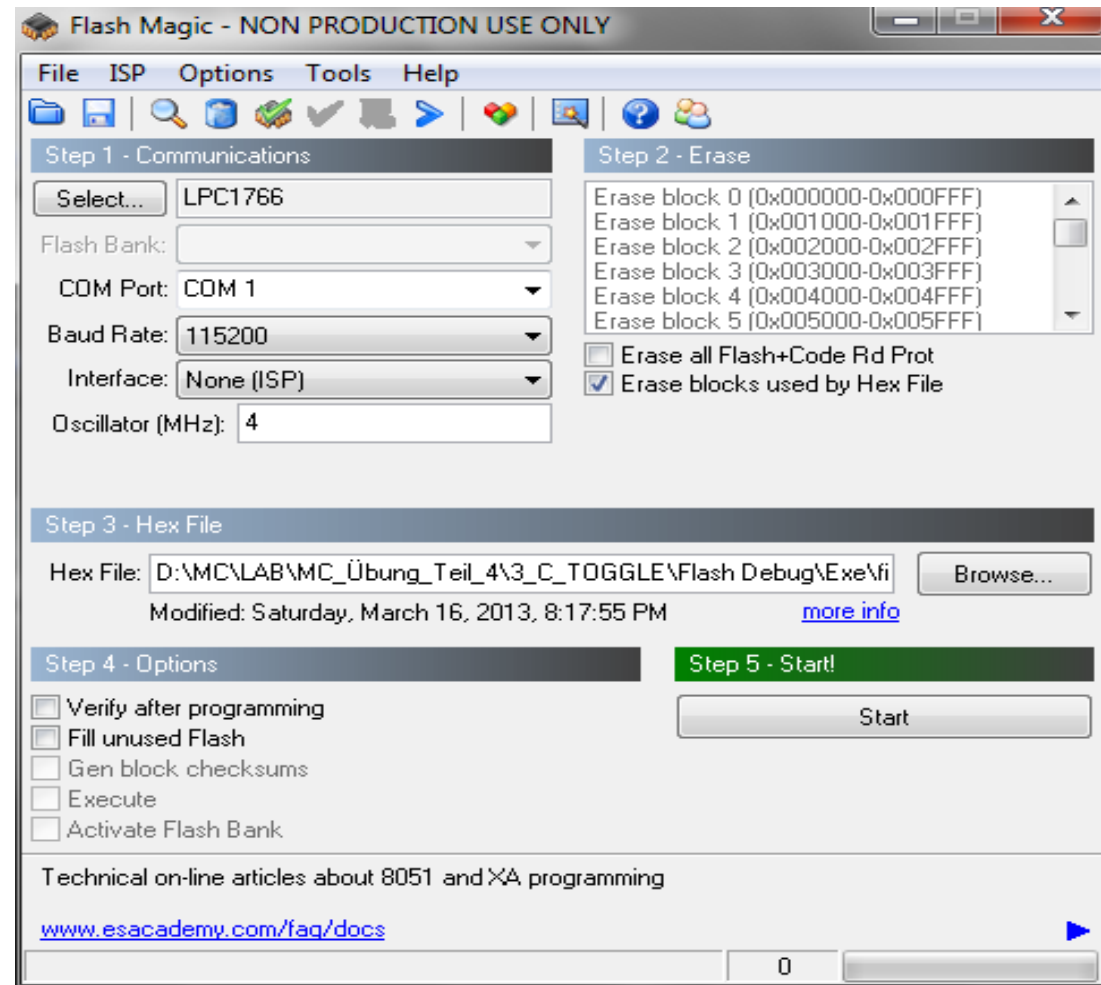 Flash Magic - NON PRODUCTION USE ONLY
File ISP Options Tools Help
Step 1 - Communications
Select... LPC1766
Flash Bank:
COM Port: COM 1
Baud Rate: 115200
Interface: None (ISP)
Oscillator (MHz): 4
Step 2 - Erase
Erase block 0 (0x000000-0x000FFF)
Erase block 1 (0x001000-0x001FFF)
Erase block 2 (0x002000-0x002FFF)
Erase block 3 (0x003000-0x003FFF)
Erase block 4 (0x004000-0x004FFF)
Erase block 5 (0x005000-0x005FFF)
Erase all Flash+Code Rd Prot
Erase blocks used by Hex File
Step 3 - Hex File
Hex File: D:\MC\LAB\MC_Übung_Teil_4\3_C_TOGGLE\Flash Debug\Exe\fi Browse...
Modified: Saturday, March 16, 2013, 8:17:55 PM more info
Step 4 - Options
Verify after programming
Fill unused Flash
Gen block checksums
Execute
Activate Flash Bank
Step 5 - Start!
Start
Technical on-line articles about 8051 and XA programming
www.esacademy.com/faq/docs
0